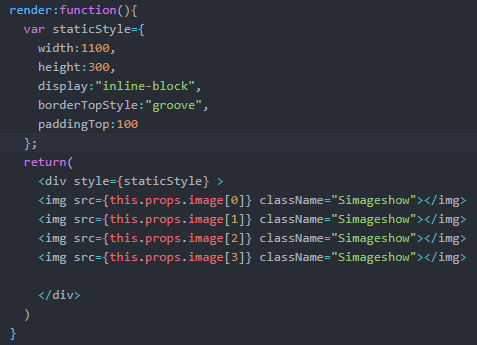 render:function(){
var staticStyle={
width:1100,
height:300,
display:"inline-block",
borderTopStyle:"groove",
paddingTop:100
};
return(
<div style={staticStyle} >
<img src={this.props.image[0]} className="Simageshow"></img>
<img src={this.props.image[1]} className="Simageshow"></img>
<img src={this.props.image[2]} className="Simageshow"></img>
<img src={this.props.image[3]} className="Simageshow"></img>
</div>
)
}